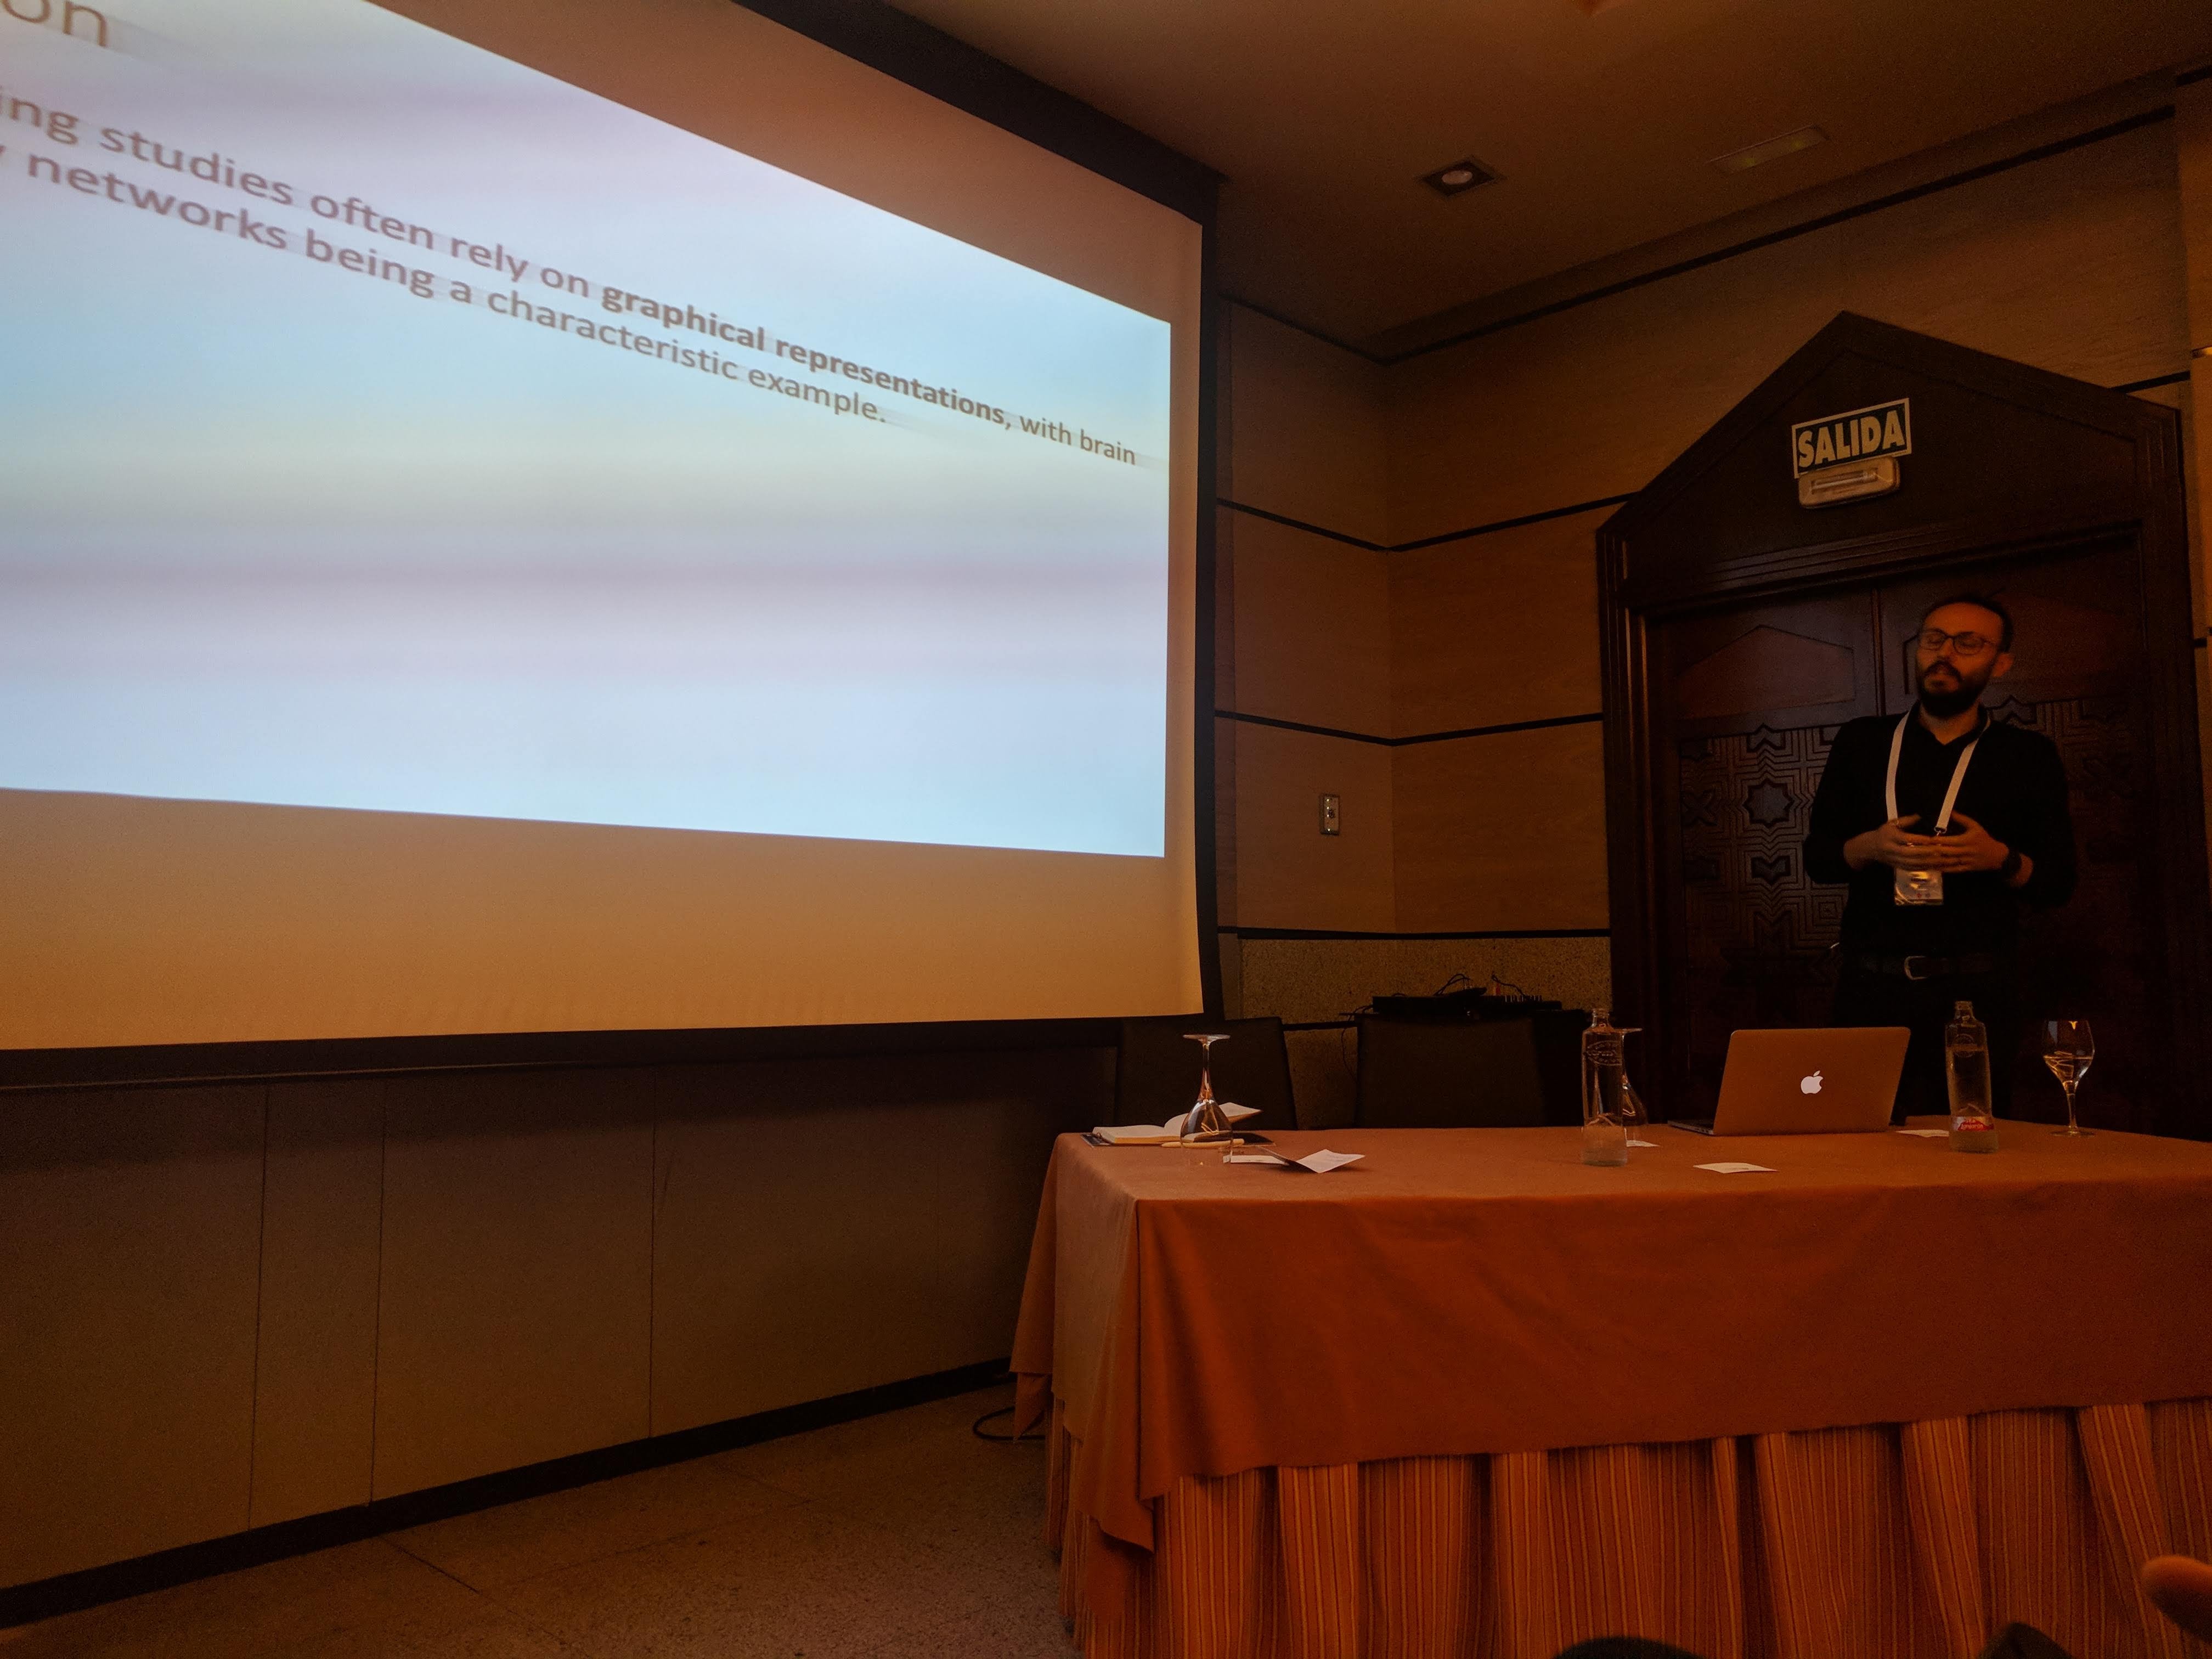 on
ing studies often rely on graphical representations, with brain
networks being a characteristic example.
SALIDA